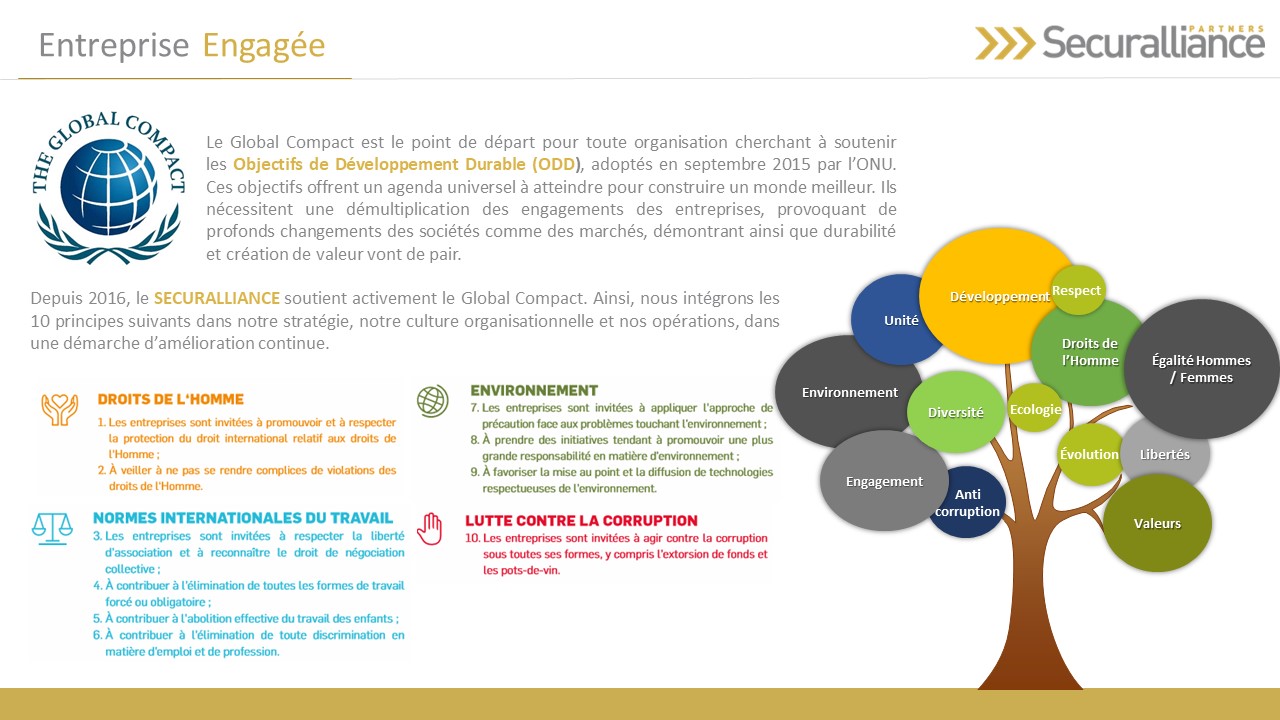 Entreprise Engagée
PARTNERS
Securalliance
THE GLOBAL COMPACT
Le Global Compact est le point de départ pour toute organisation cherchant à soutenir
les Objectifs de Développement Durable (ODD), adoptés en septembre 2015 par l’ONU.
Ces objectifs offrent un agenda universel à atteindre pour construire un monde meilleur. Ils
nécessitent une démultiplication des engagements des entreprises, provoquant de
profonds changements des sociétés comme des marchés, démontrant ainsi que durabilité
et création de valeur vont de pair.
Depuis 2016, le SECURALLIANCE soutient activement le Global Compact. Ainsi, nous intégrons les
10 principes suivants dans notre stratégie, notre culture organisationnelle et nos opérations, dans
une démarche d’amélioration continue.
DROITS DE L'HOMME
1. Les entreprises sont invitées à promouvoir et à respecter
la protection du droit international relatif aux droits de
l'Homme ;
2. À veiller à ne pas se rendre complices de violations des
droits de l'Homme.
NORMES INTERNATIONALES DU TRAVAIL
3. Les entreprises sont invitées à respecter la liberté
d'association et à reconnaître le droit de négociation
collective ;
4. À contribuer à l'élimination de toutes les formes de travail
forcé ou obligatoire ;
5. À contribuer à l'abolition effective du travail des enfants ;
6. À contribuer à l'élimination de toute discrimination en
matière d'emploi et de profession.
ENVIRONNEMENT
7. Les entreprises sont invitées à appliquer l'approche de
précaution face aux problèmes touchant l'environnement ;
8. À prendre des initiatives tendant à promouvoir une plus
grande responsabilité en matière d'environnement ;
9. À favoriser la mise au point et la diffusion de technologies
respectueuses de l'environnement.
LUTTE CONTRE LA CORRUPTION
10. Les entreprises sont invitées à agir contre la corruption
sous toutes ses formes, y compris l'extorsion de fonds et
les pots-de-vin.
Développement
Respect
Unité
Droits de
l’Homme
Égalité Hommes
/ Femmes
Environnement
Diversité
Ecologie
Évolution
Libertés
Engagement
Anti
corruption
Valeurs